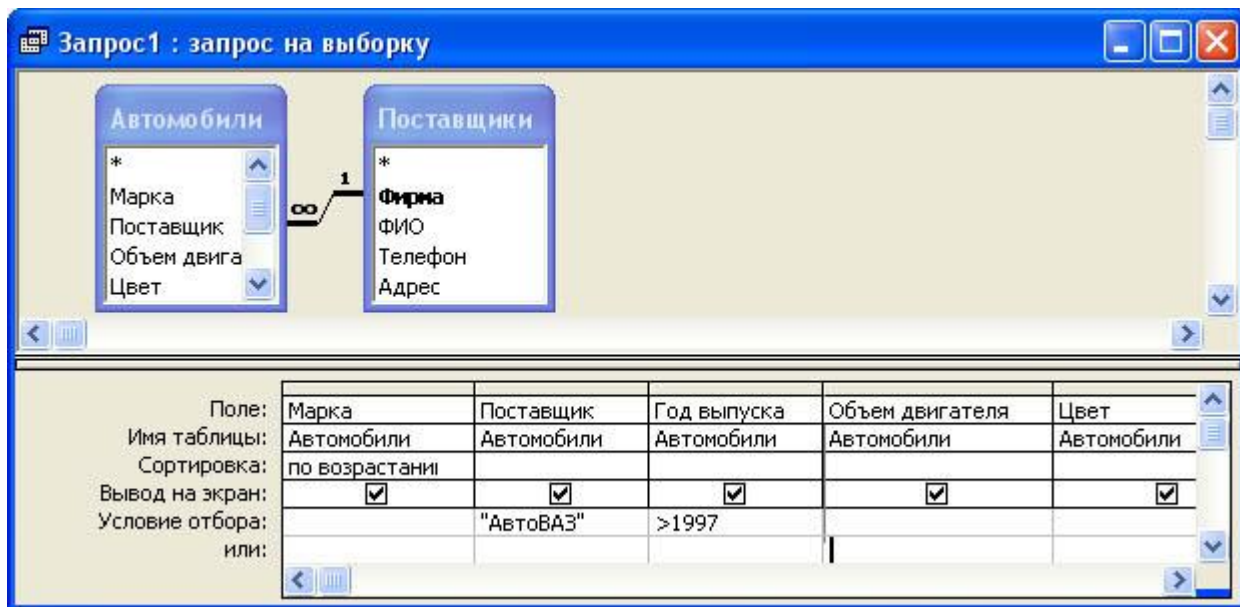 Запрос1 : запрос на выборку
Автомобили
*
Марка
Поставщик
Объем двига
Цвет
∞
1
Поставщики
*
Фирма
ФИО
Телефон
Адрес
Поле: Марка Поставщик Год выпуска Объем двигателя Цвет
Имя таблицы: Автомобили Автомобили Автомобили Автомобили Автомобили
Сортировка: по возрастани
Вывод на экран:
Условие отбора: "АвтоВАЗ" >1997
или: